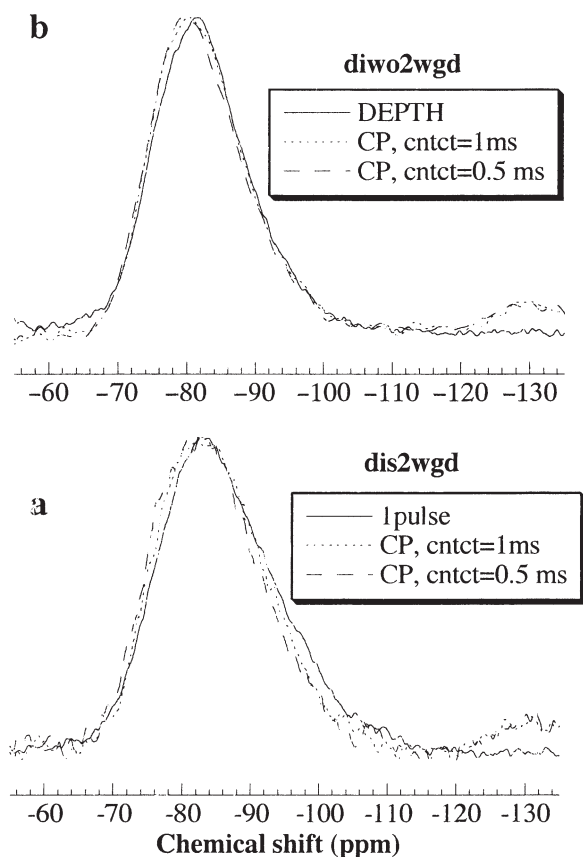 b
diwo2wgd
DEPTH
CP, cntct=1ms
CP, cntct=0.5 ms
-60 -70 -80 -90 -100 -110 -120 -130
a
dis2wgd
1pulse
CP, cntct=1ms
CP, cntct=0.5 ms
-60 -70 -80 -90 -100 -110 -120 -130
Chemical shift (ppm)